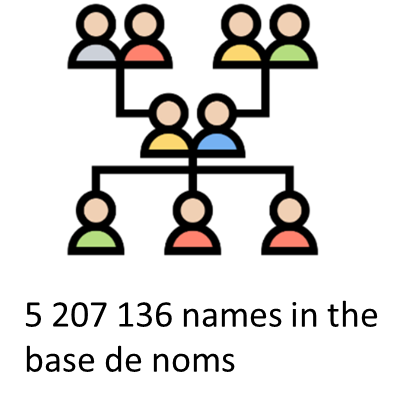 5 207 136 names in the
base de noms